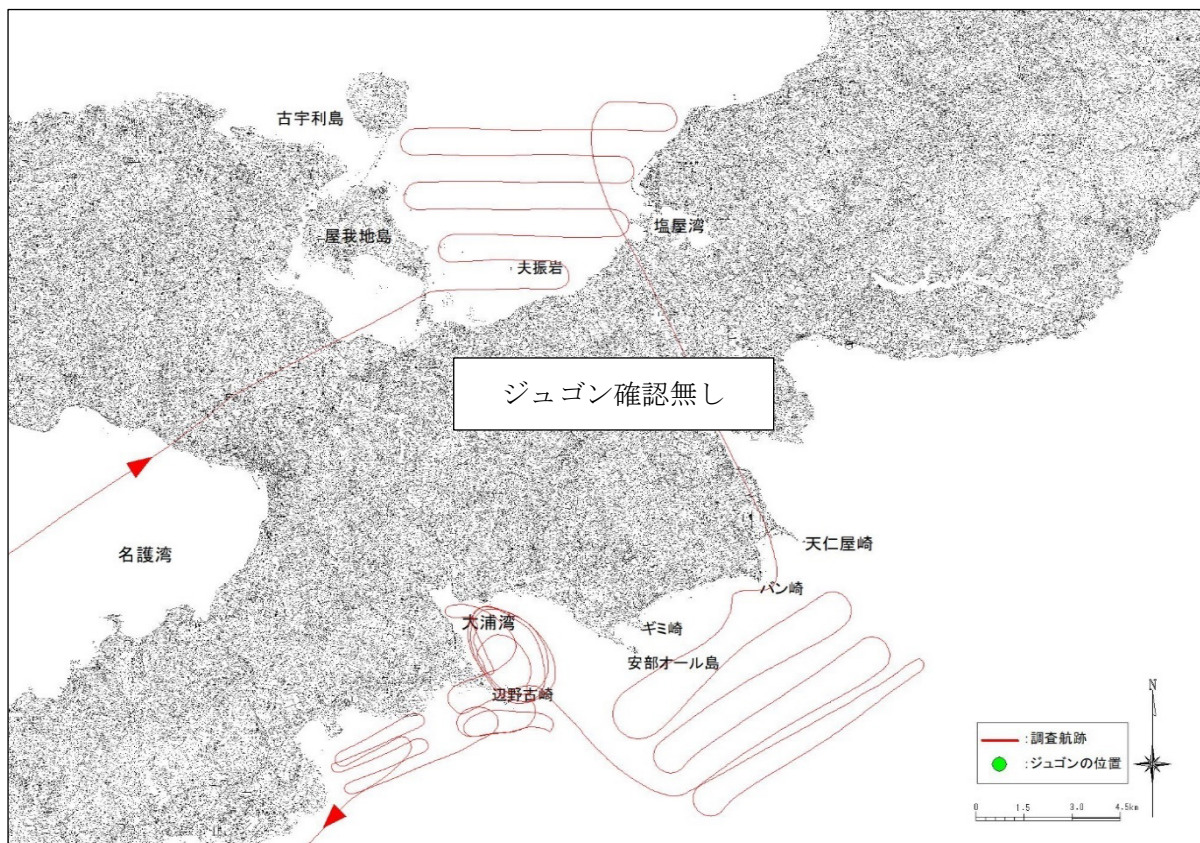 古宇利島
屋我地島
塩屋湾
夫振岩
ジュゴン確認無し
名護湾
天仁屋崎
バン崎
大浦湾
ギミ崎
安部オール島
辺野古崎
N
:調査航跡
:ジュゴンの位置
0 1.5 3.0 4.5km